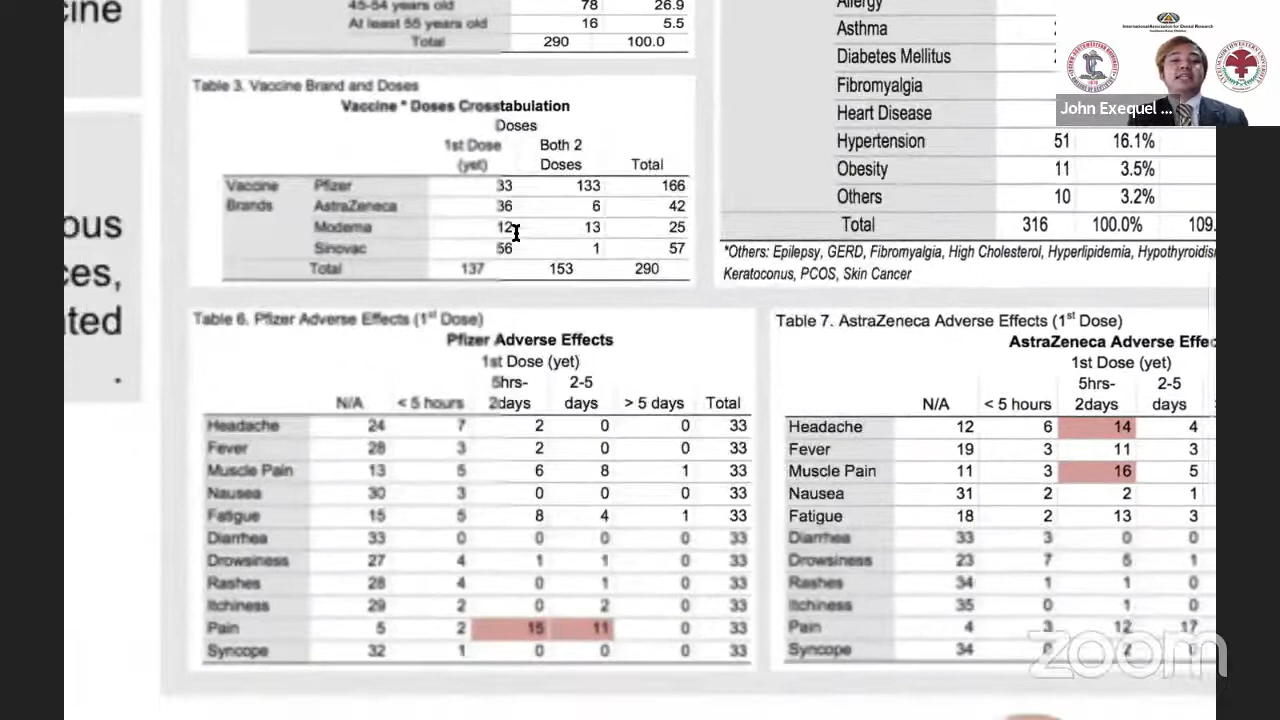 cine
ous
ces,
ted
.
45-54 years old 78 26.9
At least 55 years old 16 5.5
Total 290 100.0
Table 3. Vaccine Brand and Doses
Vaccine * Doses Crosstabulation
Doses
1st Dose Both 2
(yet) Doses Total
Vaccine Pfizer 33 133 166
Brands AstraZeneca 36 6 42
Moderna 12 13 25
Sinovac 56 1 57
Total 137 153 290
Allergy
Asthma
Diabetes Mellitus
Fibromyalgia
Heart Disease
Hypertension 51 16.1%
Obesity 11 3.5%
Others 10 3.2%
Total 316 100.0% 109.
*Others: Epilepsy, GERD, Fibromyalgia, High Cholesterol, Hyperlipidemia, Hypothyroidis
Keratoconus, PCOS, Skin Cancer
International Association for Dental Research
John Exequel ...
Table 6. Pfizer Adverse Effects (1st Dose)
Pfizer Adverse Effects
1st Dose (yet)
5hrs- 2-5
N/A < 5 hours 2days days > 5 days Total
Headache 24 7 2 0 0 33
Fever 28 3 2 0 0 33
Muscle Pain 13 5 6 8 1 33
Nausea 30 3 0 0 0 33
Fatigue 15 5 8 4 1 33
Diarrhea 33 0 0 0 0 33
Drowsiness 27 4 1 1 0 33
Rashes 28 4 0 1 0 33
Itchiness 29 2 0 2 0 33
Pain 5 2 15 11 0 33
Syncope 32 1 0 0 0 33
Table 7. AstraZeneca Adverse Effects (1st Dose)
AstraZeneca Adverse Effec
1st Dose (yet)
5hrs- 2-5
N/A < 5 hours 2days days
Headache 12 6 14 4
Fever 19 3 11 3
Muscle Pain 11 3 16 5
Nausea 31 2 2 1
Fatigue 18 2 13 3
Diarrhea 33 3 0 0
Drowsiness 23 7 5 1
Rashes 34 1 1 0
Itchiness 35 0 1 0
Pain 4 3 12 17
Syncope 34 0 2 0
zoom